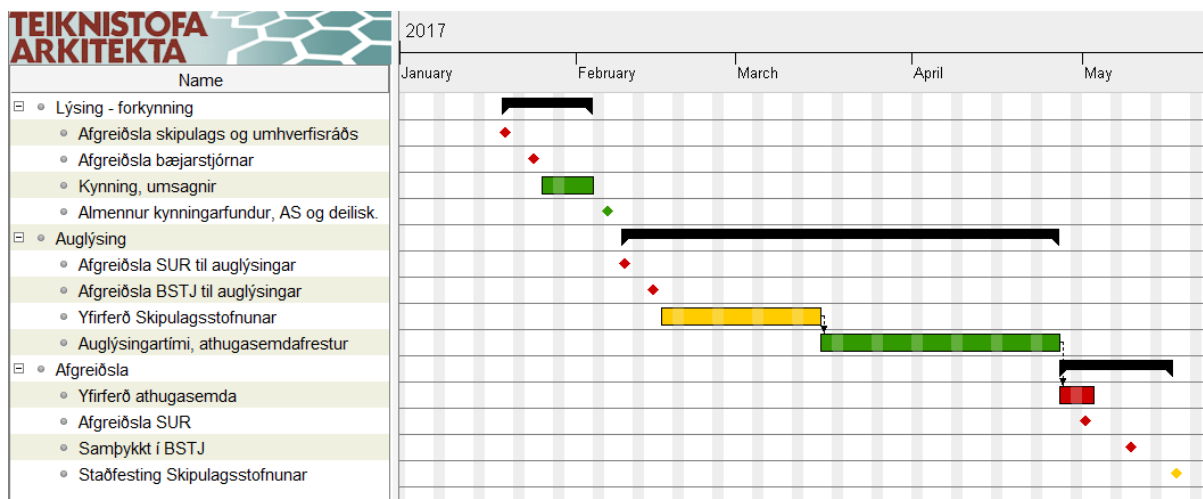 TEIKNISTOFA
ARKITEKTA
2017
Name
January February March April May
Lýsing - forkynning
Afgreiðsla skipulags og umhverfisráðs
Afgreiðsla bæjarstjórnar
Kynning, umsagnir
Almennur kynningarfundur, AS og deilisk.
Auglýsing
Afgreiðsla SUR til auglýsingar
Afgreiðsla BSTJ til auglýsingar
Yfirferð Skipulagsstofnunar
Auglýsingartími, athugasemdafrestur
Afgreiðsla
Yfirferð athugasemda
Afgreiðsla SUR
Samþykkt í BSTJ
Staðfesting Skipulagsstofnunar